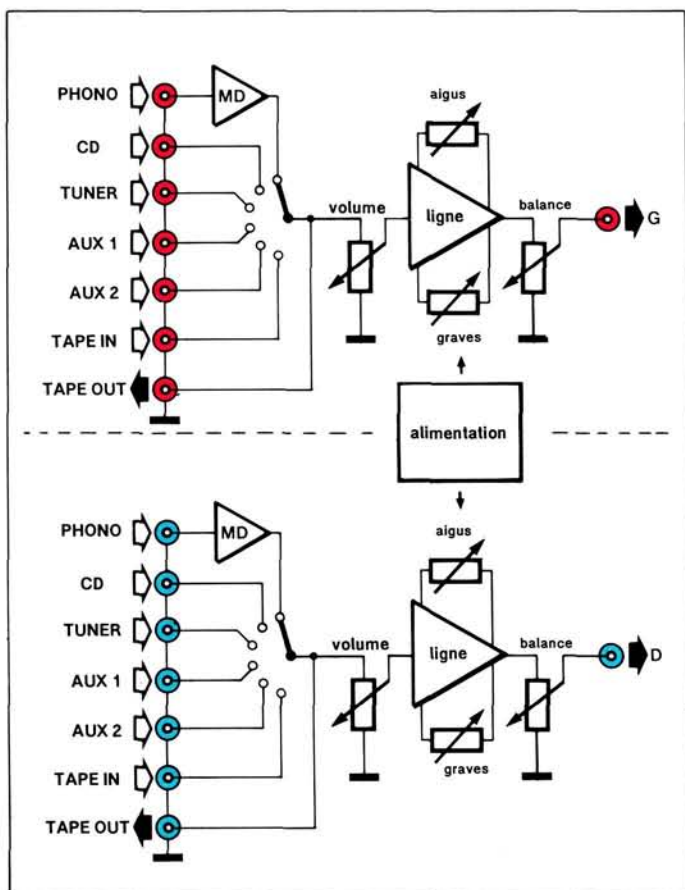 PHONO
MD
aigus
CD
TUNER
volume
ligne
balance
G
AUX 1
AUX 2
graves
TAPE IN
TAPE OUT
alimentation
PHONO
MD
aigus
CD
TUNER
volume
ligne
balance
D
AUX 1
AUX 2
graves
TAPE IN
TAPE OUT